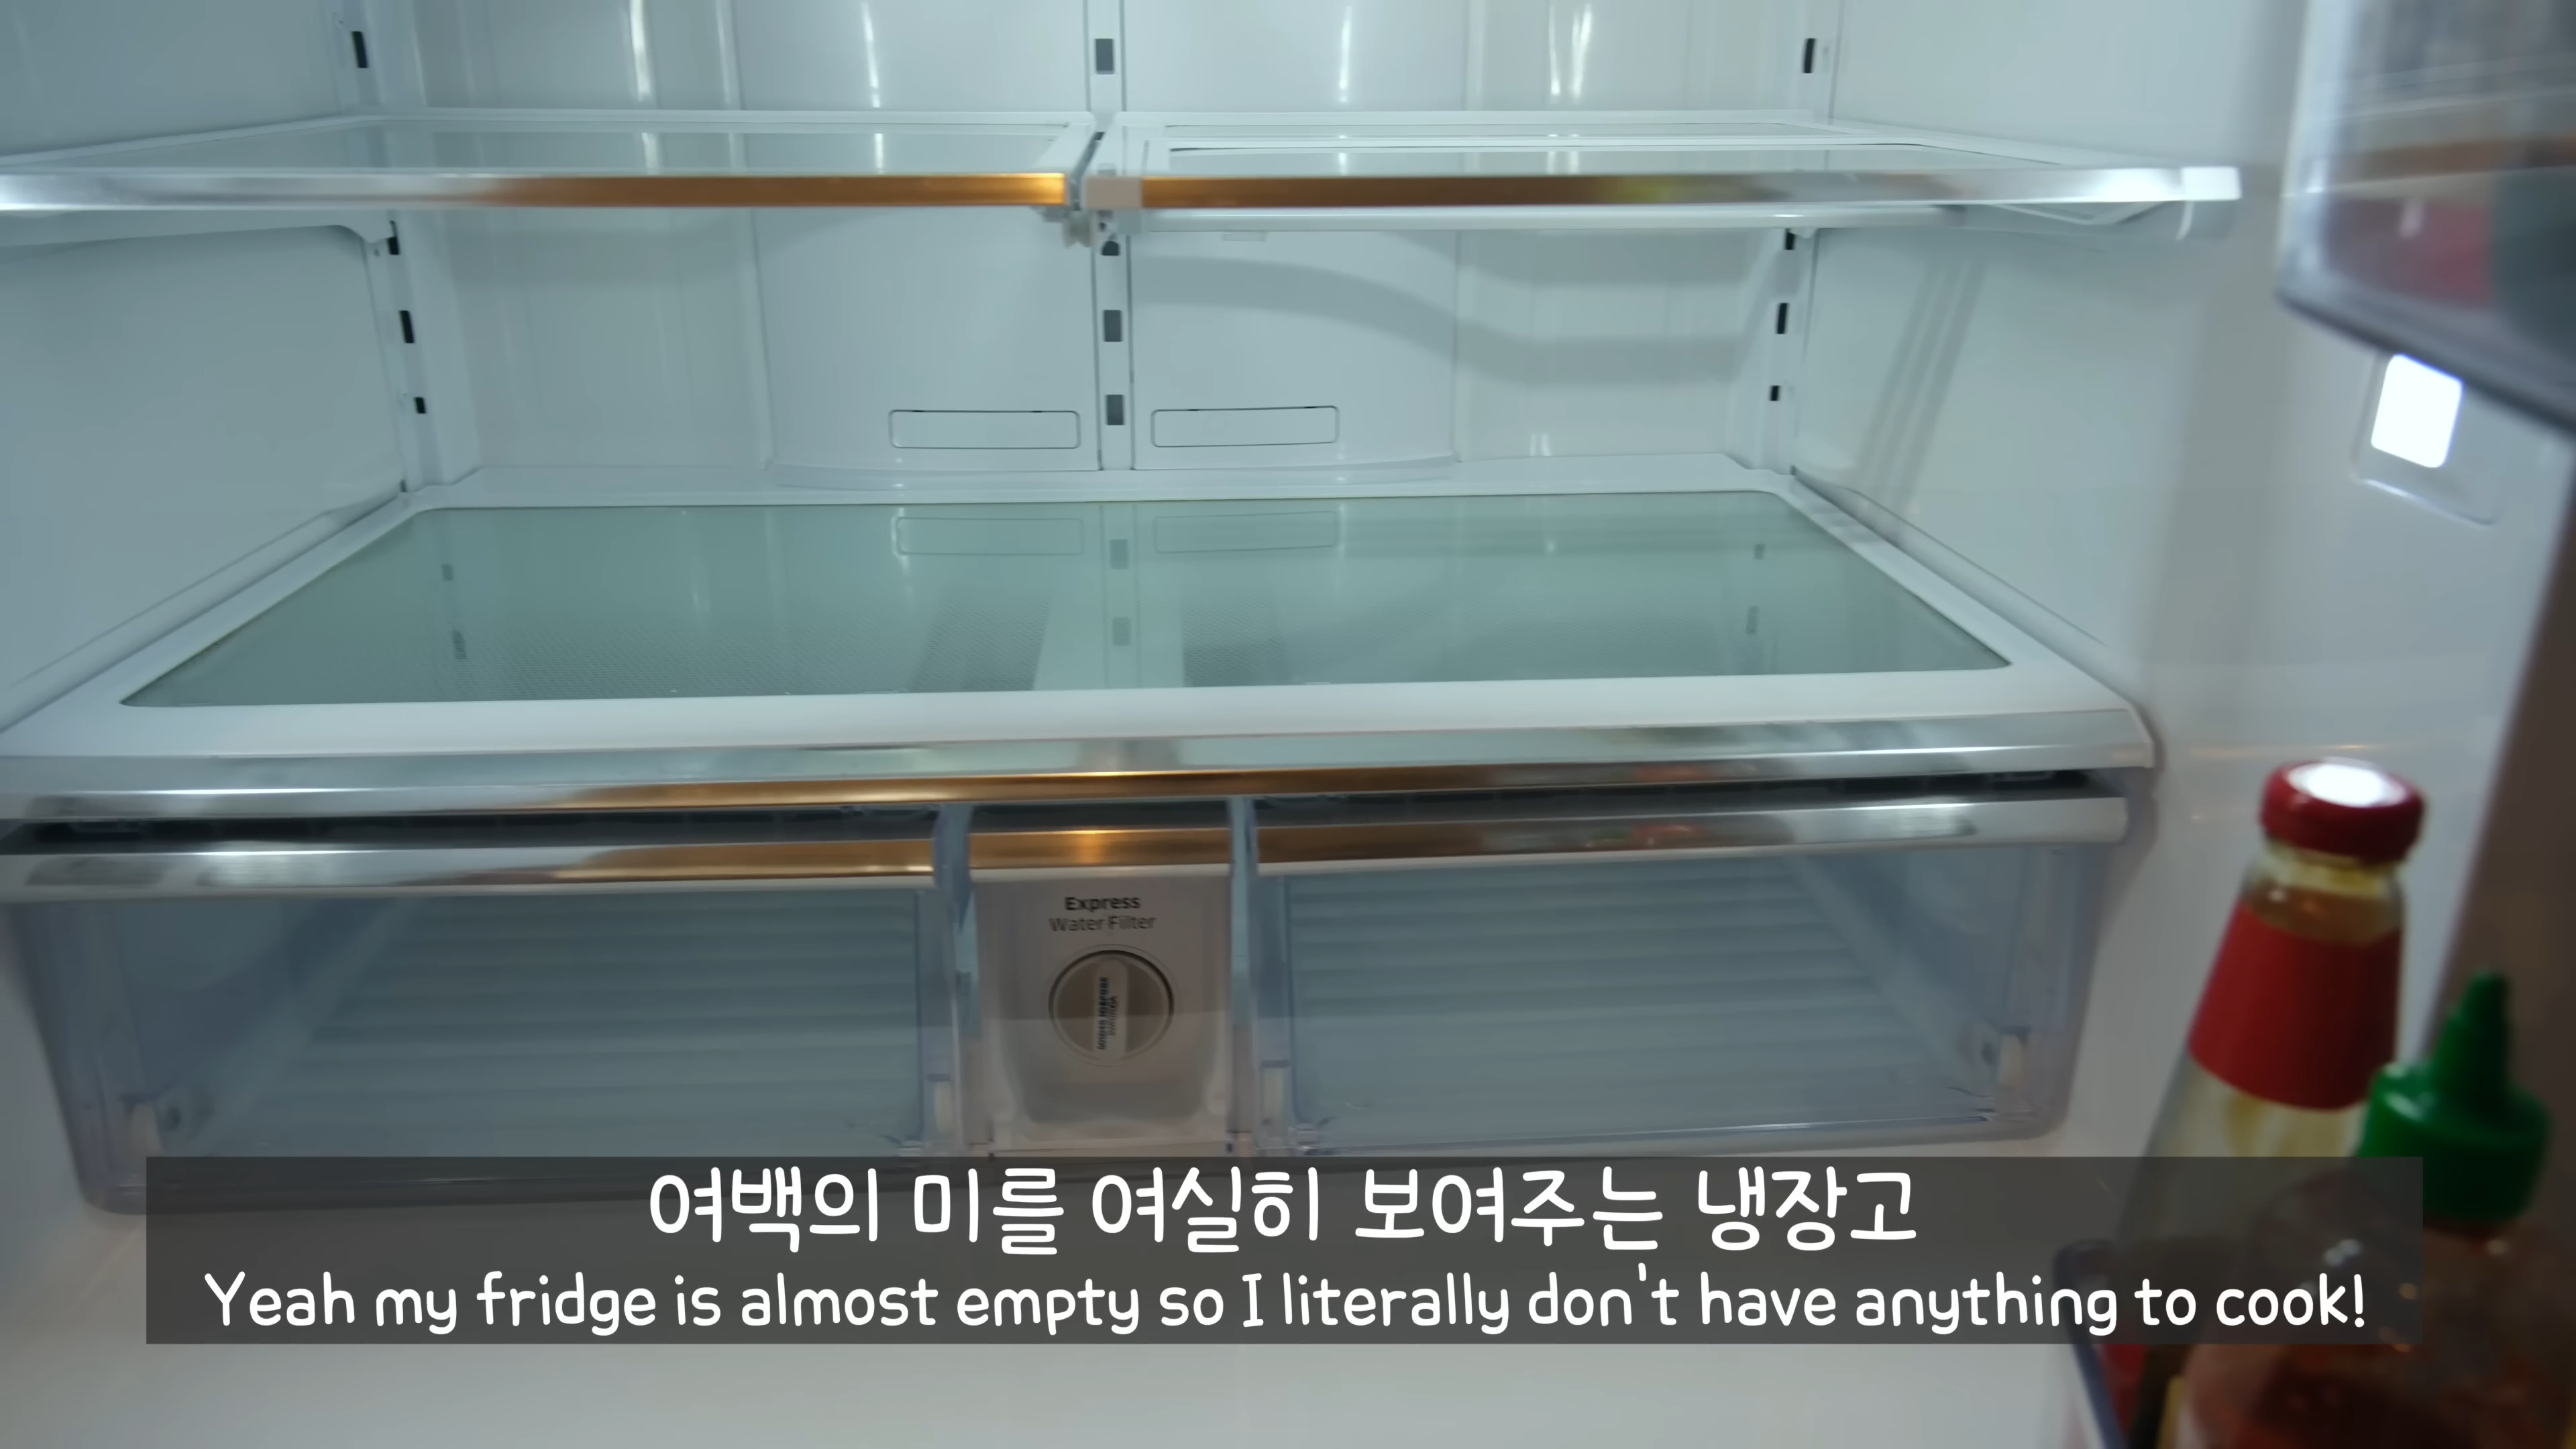 Express
Water Filter
여백의 미를 여실히 보여주는 냉장고
Yeah my fridge is almost empty so I literally don't have anything to cook!